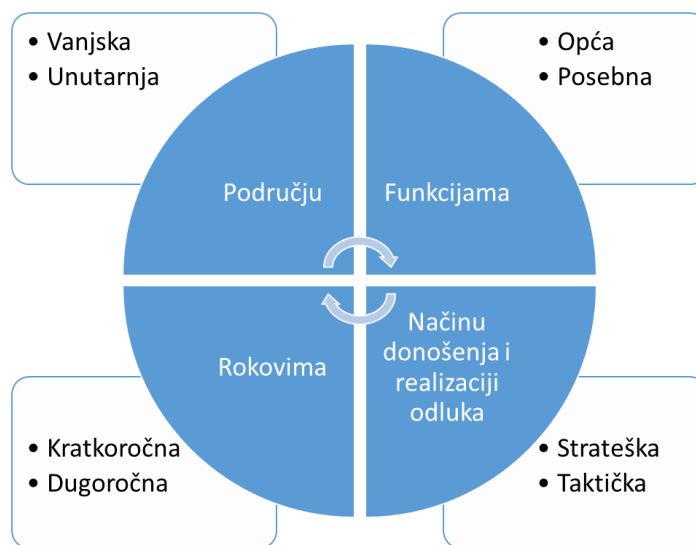 • Vanjska
• Unutarnja
• Opća
• Posebna
Području
Funkcijama
Rokovima
Načinu
donošenja i
realizaciji
odluka
• Kratkoročna
• Dugoročna
• Strateška
• Taktička